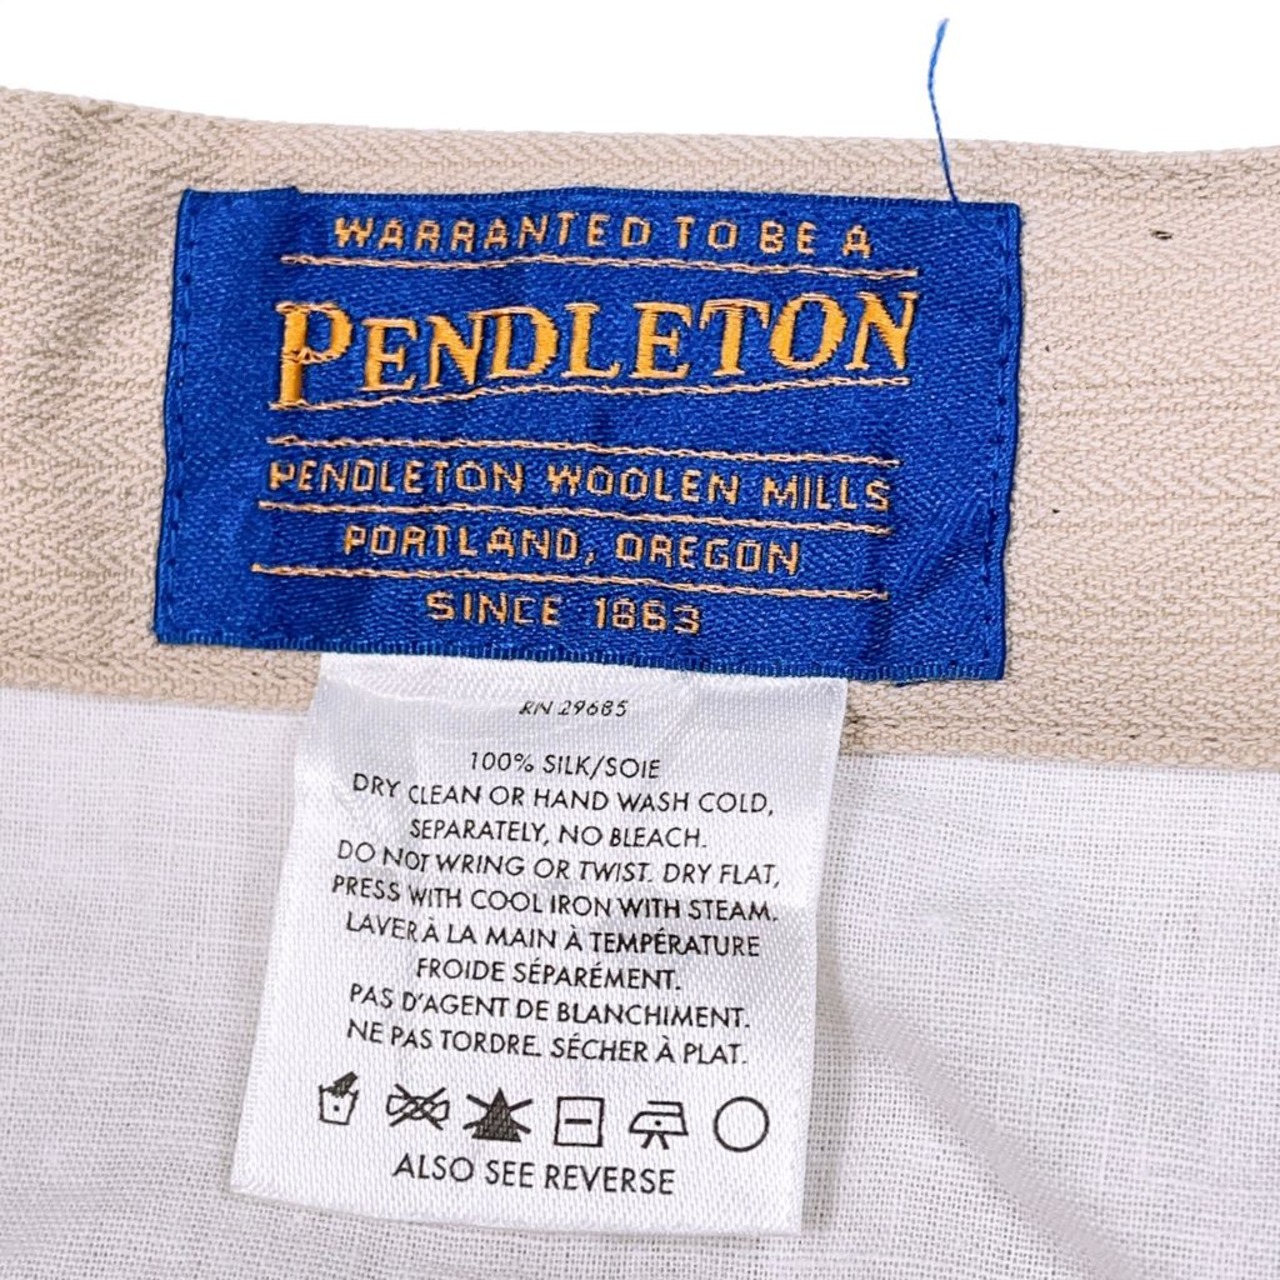 WARRANTED TO BE A
PENDLETON
PENDLETON WOOLEN MILLS
PORTLAND, OREGON
SINCE 1863
RN 29685
100% SILK/SOIE
DRY CLEAN OR HAND WASH COLD,
SEPARATELY, NO BLEACH.
DO NOT WRING OR TWIST. DRY FLAT,
PRESS WITH COOL IRON WITH STEAM.
LAVER À LA MAIN À TEMPÉRATURE
FROIDE SÉPARÉMENT.
PAS D'AGENT DE BLANCHIMENT.
NE PAS TORDRE. SÉCHER À PLAT.
ALSO SEE REVERSE